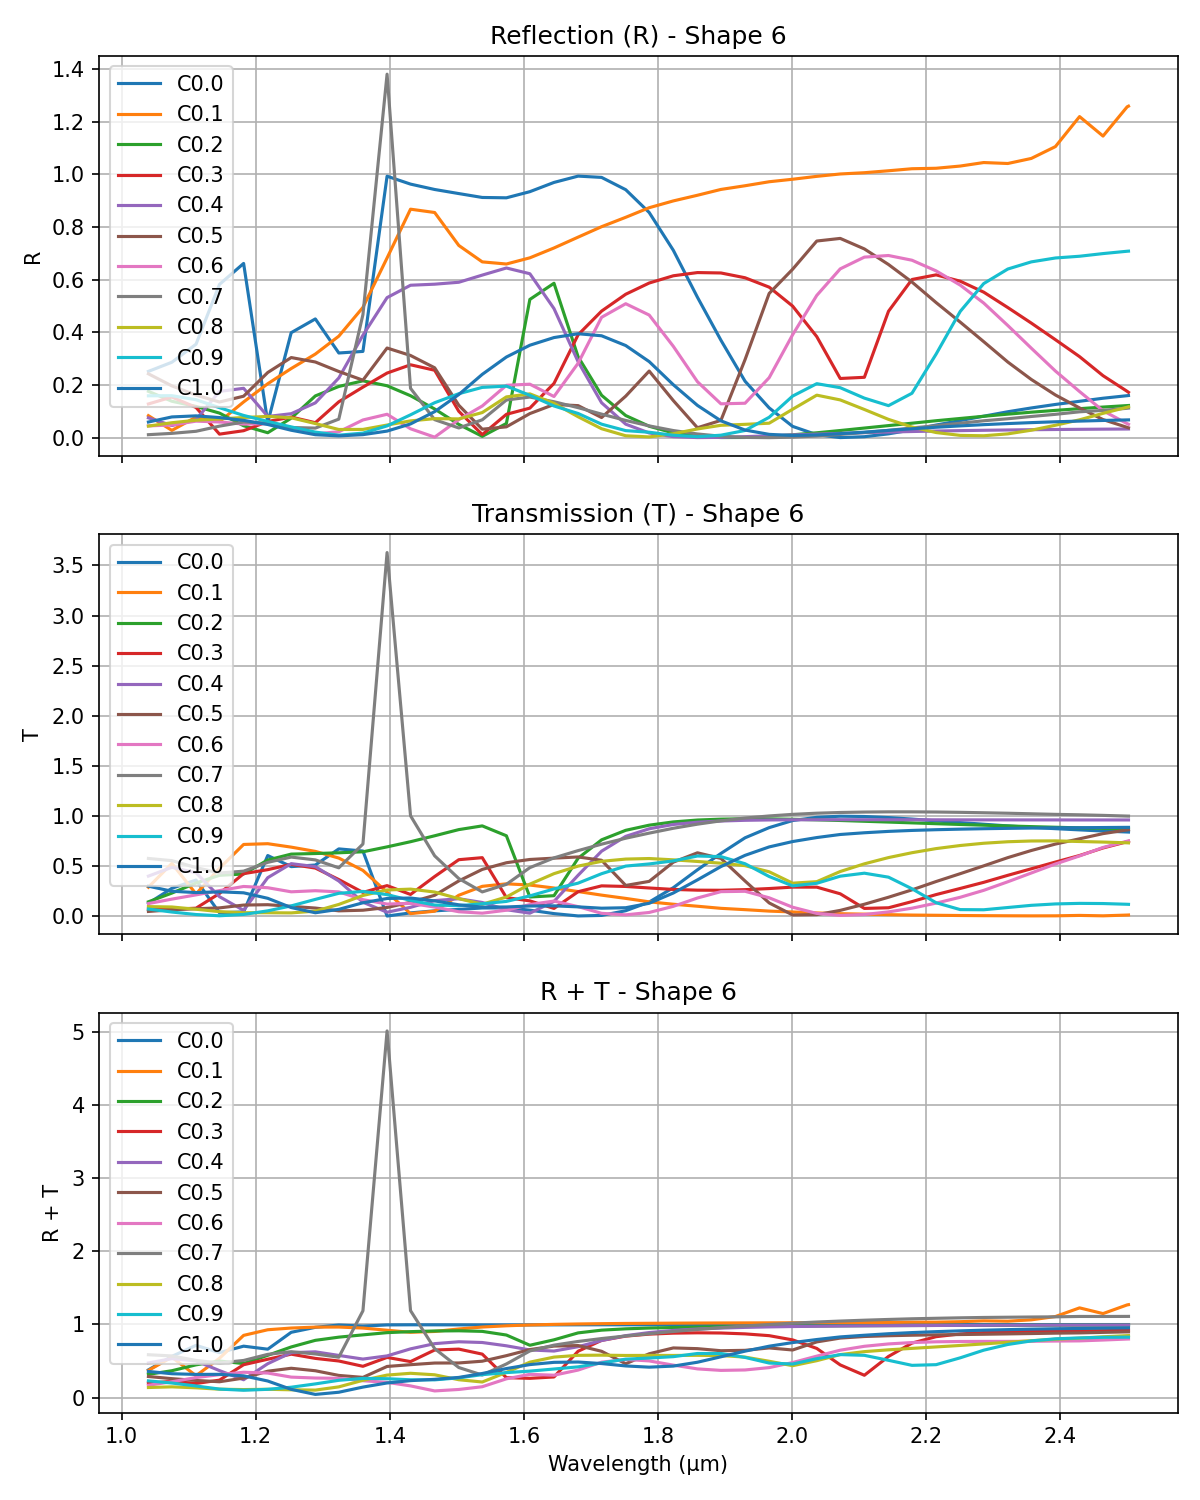 Reflection (R) - Shape 6
1.4
1.2
1.0
0.8
0.6
0.4
0.2
0.0
R
C0.0
C0.1
C0.2
C0.3
C0.4
C0.5
C0.6
C0.7
C0.8
C0.9
C1.0
Transmission (T) - Shape 6
3.5
3.0
2.5
2.0
1.5
1.0
0.5
0.0
T
C0.0
C0.1
C0.2
C0.3
C0.4
C0.5
C0.6
C0.7
C0.8
C0.9
C1.0
R + T - Shape 6
5
4
3
2
1
0
R + T
C0.0
C0.1
C0.2
C0.3
C0.4
C0.5
C0.6
C0.7
C0.8
C0.9
C1.0
1.0 1.2 1.4 1.6 1.8 2.0 2.2 2.4
Wavelength (μm)